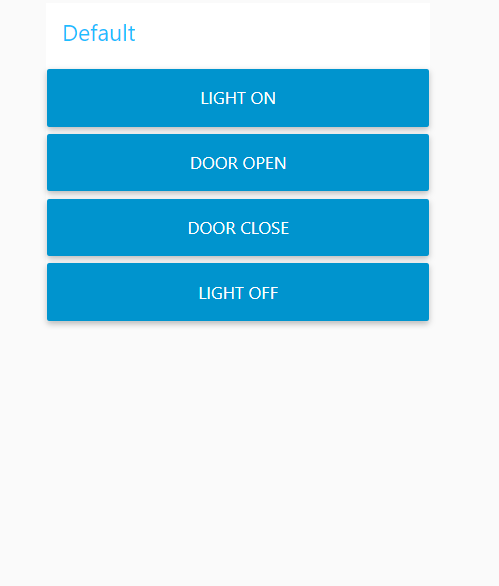 Default
LIGHT ON
DOOR OPEN
DOOR CLOSE
LIGHT OFF